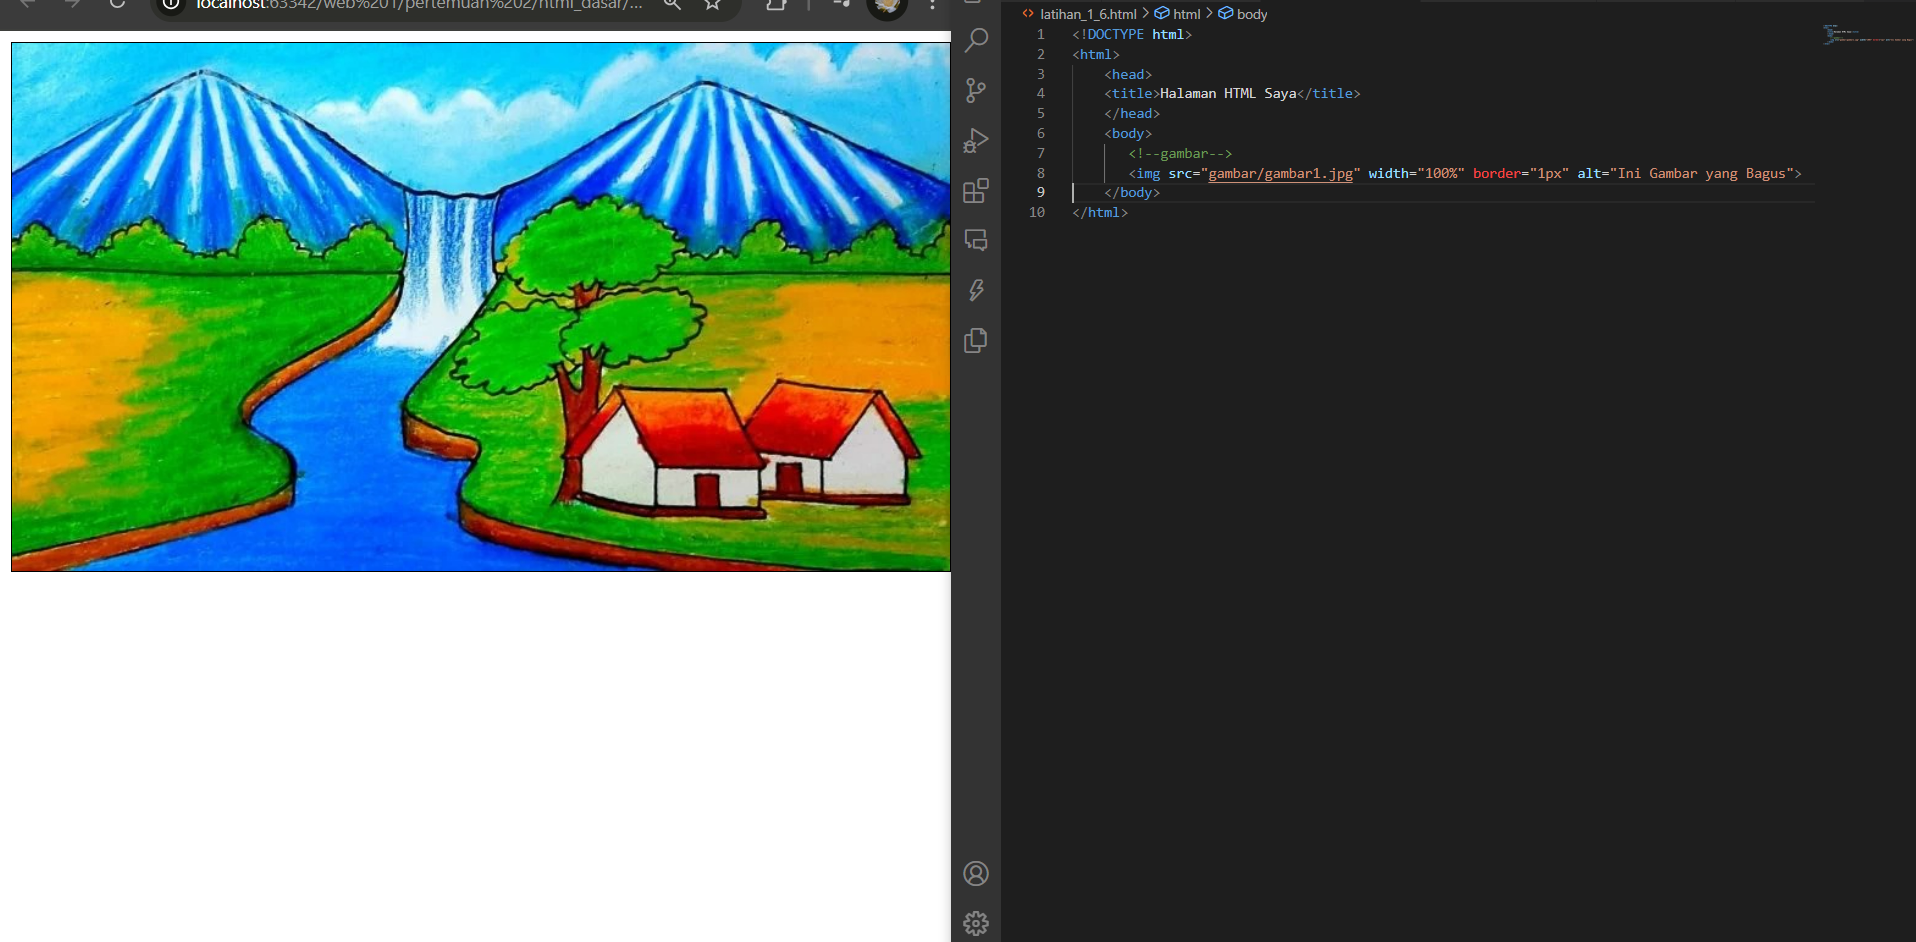 localhost:63342/web%201/pertemuan%202/html_dasar/...
latihan_1_6.html > html > body
1 <!DOCTYPE html>
2 <html>
3 <head>
4 <title>Halaman HTML Saya</title>
5 </head>
6 <body>
7 <!--gambar-->
8 <img src="gambar/gambar1.jpg" width="100%" border="1px" alt="Ini Gambar yang Bagus">
9 </body>
10 </html>